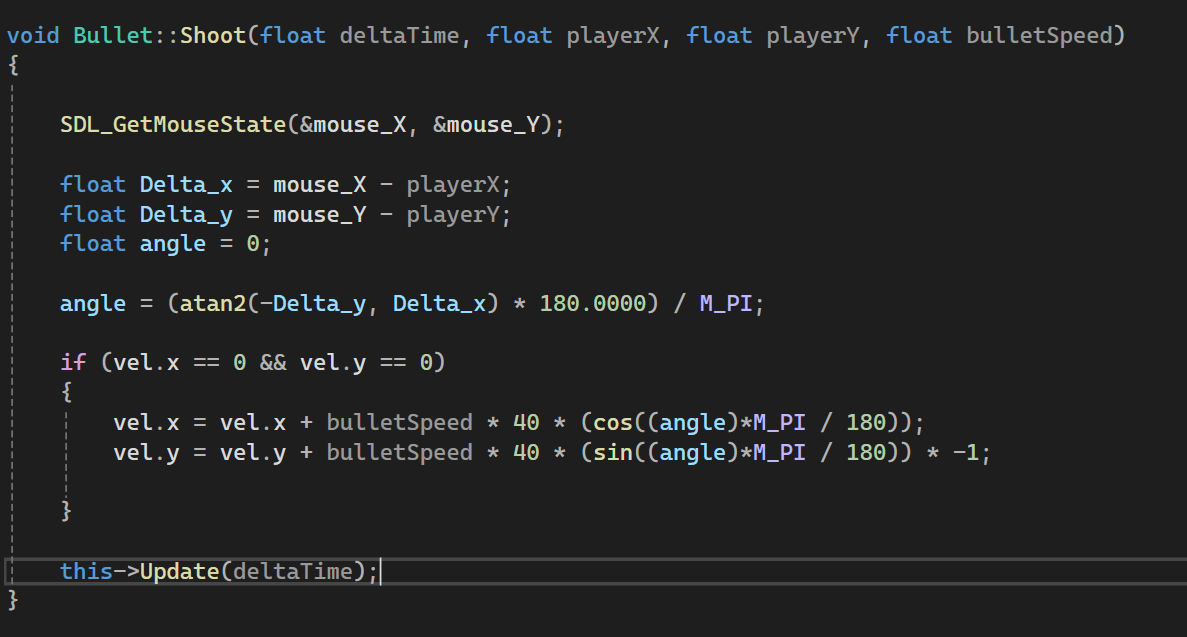 void Bullet::Shoot(float deltaTime, float playerX, float playerY, float bulletSpeed)
{
SDL_GetMouseState(&mouse_X, &mouse_Y);
float Delta_x = mouse_X - playerX;
float Delta_y = mouse_Y - playerY;
float angle = 0;
angle = (atan2(-Delta_y, Delta_x) * 180.0000) / M_PI;
if (vel.x == 0 && vel.y == 0)
{
vel.x = vel.x + bulletSpeed * 40 * (cos((angle)*M_PI / 180));
vel.y = vel.y + bulletSpeed * 40 * (sin((angle)*M_PI / 180)) * -1;
}
this->Update(deltaTime);
}